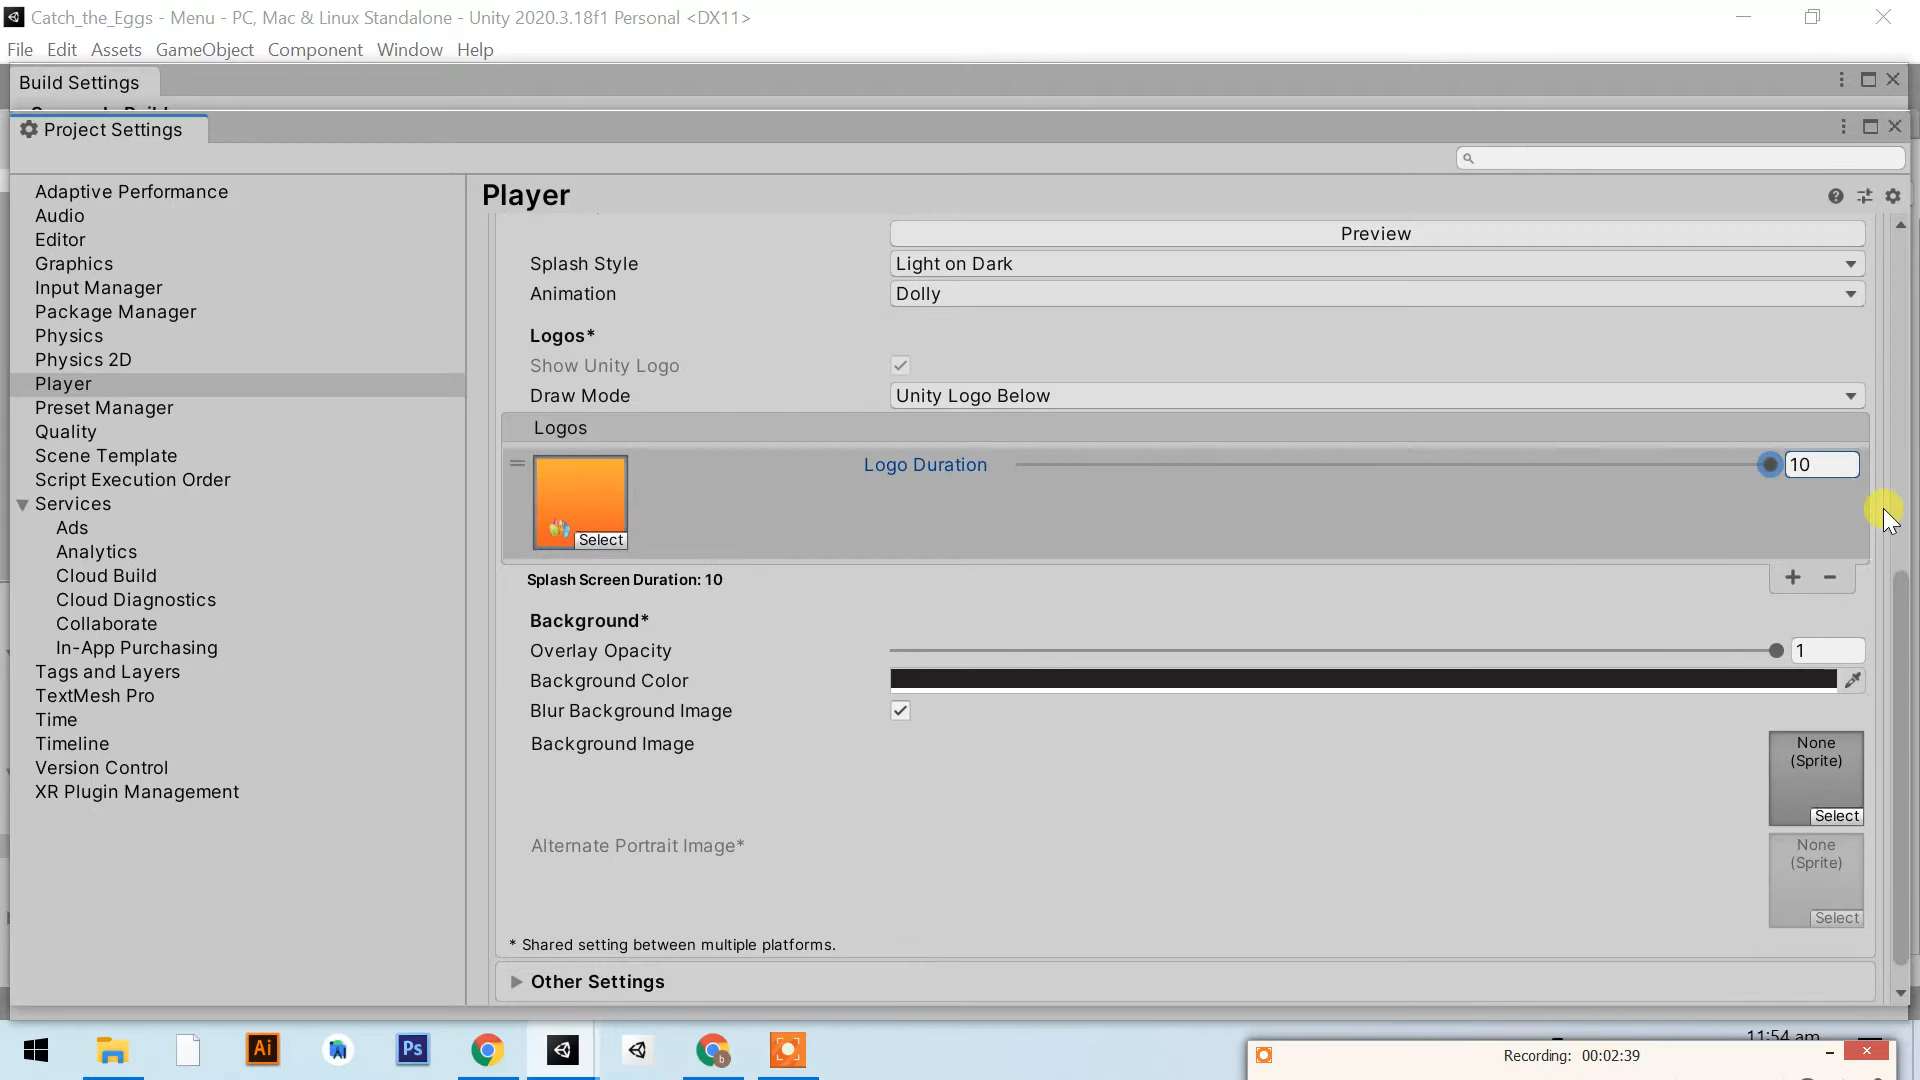 Catch_the_Eggs - Menu - PC, Mac & Linux Standalone - Unity 2020.3.18f1 Personal <DX11>
File Edit Assets GameObject Component Window Help
Build Settings
Project Settings
Adaptive Performance
Audio
Editor
Graphics
Input Manager
Package Manager
Physics
Physics 2D
Player
Preset Manager
Quality
Scene Template
Script Execution Order
Services
Ads
Analytics
Cloud Build
Cloud Diagnostics
Collaborate
In-App Purchasing
Tags and Layers
TextMesh Pro
Time
Timeline
Version Control
XR Plugin Management
Player
Preview
Splash Style Light on Dark
Animation Dolly
Logos*
Show Unity Logo
Draw Mode Unity Logo Below
Logos
Logo Duration 10
Select
Splash Screen Duration: 10
Background*
Overlay Opacity 1
Background Color
Blur Background Image
Background Image
None
(Sprite)
Select
Alternate Portrait Image*
None
(Sprite)
Select
* Shared setting between multiple platforms.
Other Settings
Ai
Ps
b
11:54 am
Recording: 00:02:39